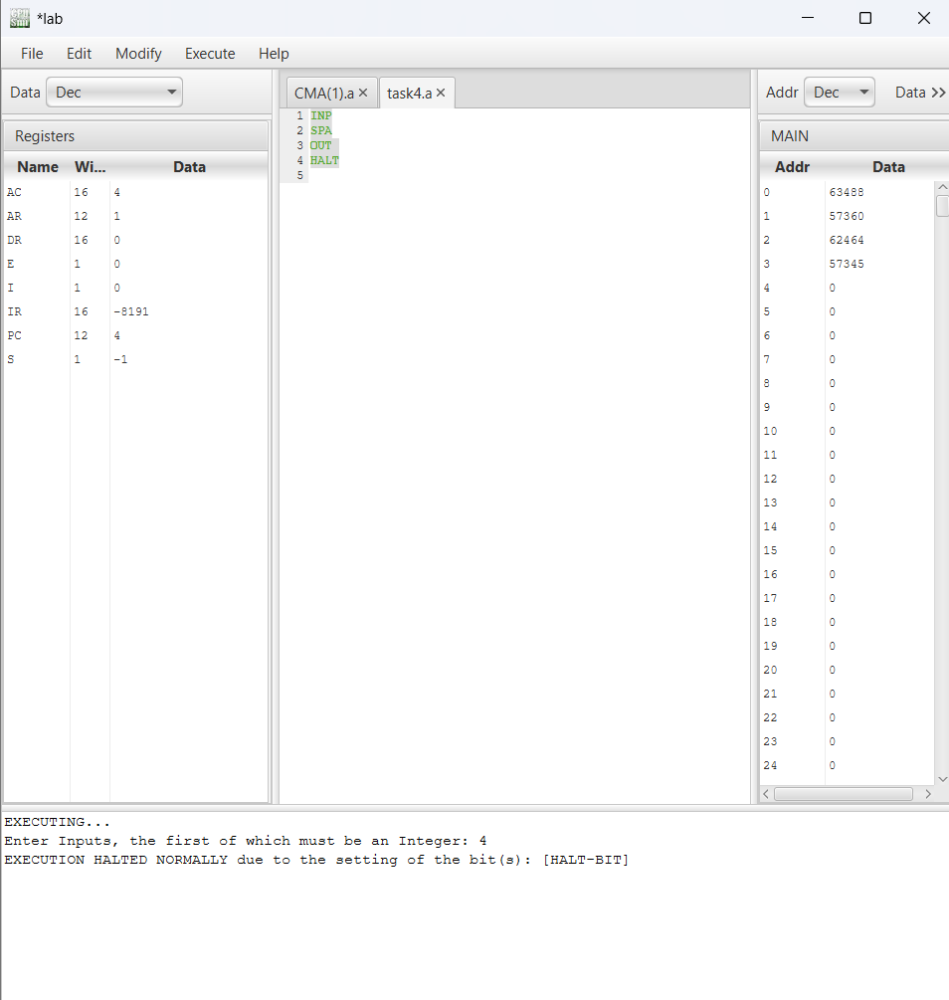 *lab
File Edit Modify Execute Help
Data Dec
Registers
Name Wi... Data
AC 16 4
AR 12 1
DR 16 0
E 1 0
I 1 0
IR 16 -8191
PC 12 4
S 1 -1
CMA(1).a × task4.a ×
1 INP
2 SPA
3 OUT
4 HALT
5
Addr Dec Data >>
MAIN
Addr Data
0 63488
1 57360
2 62464
3 57345
4 0
5 0
6 0
7 0
8 0
9 0
10 0
11 0
12 0
13 0
14 0
15 0
16 0
17 0
18 0
19 0
20 0
21 0
22 0
23 0
24 0
EXECUTING...
Enter Inputs, the first of which must be an Integer: 4
EXECUTION HALTED NORMALLY due to the setting of the bit(s): [HALT-BIT]